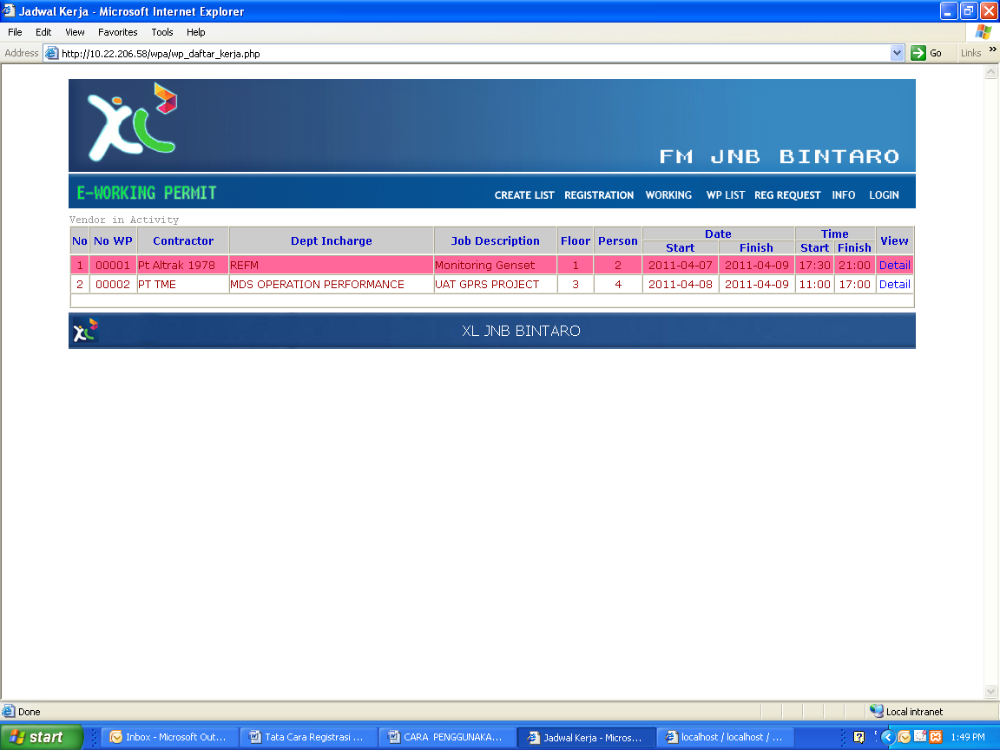 Jadwal Kerja - Microsoft Internet Explorer
File Edit View Favorites Tools Help
Address http://10.22.206.58/wpa/wp_daftar_kerja.php Go Links »
XL
FM JNB BINTARO
E-WORKING PERMIT CREATE LIST REGISTRATION WORKING WP LIST REG REQUEST INFO LOGIN
Vendor in Activity
No No WP Contractor Dept Incharge Job Description Floor Person Date Time View
Start Finish Start Finish
1 00001 Pt Altrak 1978 REFM Monitoring Genset 1 2 2011-04-07 2011-04-09 17:30 21:00 Detail
2 00002 PT TME MDS OPERATION PERFORMANCE UAT GPRS PROJECT 3 4 2011-04-08 2011-04-09 11:00 17:00 Detail
XL XL JNB BINTARO
Done Local intranet
start Inbox - Microsoft Out... Tata Cara Registrasi ... CARA PENGGUNAKA... Jadwal Kerja - Micros... localhost / localhost / ... 1:49 PM